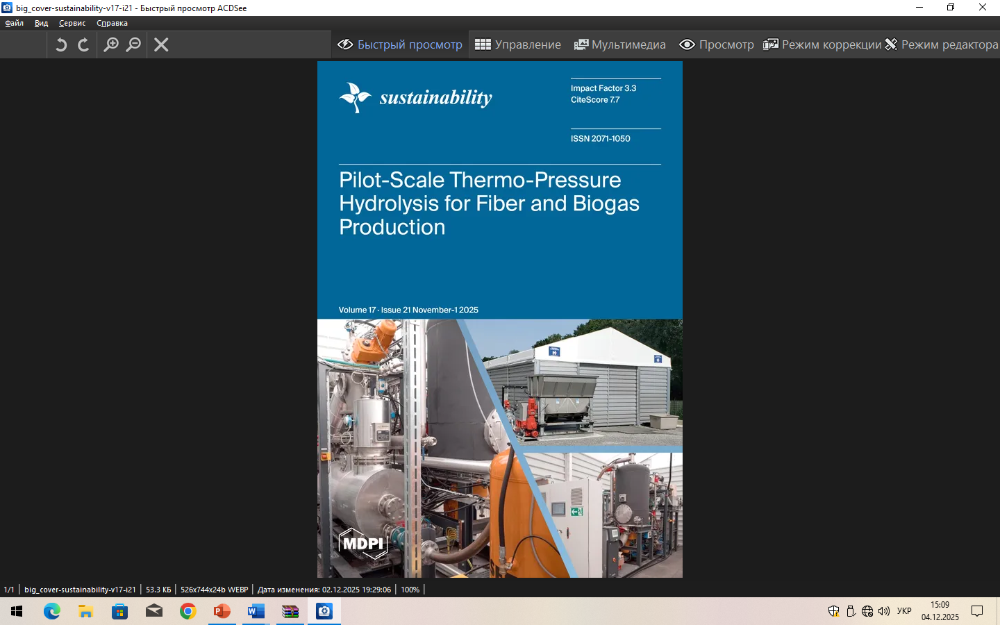 big_cover-sustainability-v17-i21 - Быстрый просмотр ACDSee
Файл Вид Сервис Справка
Быстрый просмотр Управление Мультимедиа Просмотр Режим коррекции Режим редактора
sustainability
Impact Factor 3.3
CiteScore 7.7
ISSN 2071-1050
Pilot-Scale Thermo-Pressure
Hydrolysis for Fiber and Biogas
Production
Volume 17 · Issue 21 November-1 2025
MDPI
1/1 big_cover-sustainability-v17-i21 53.3 КБ 526x744x24b WEBP Дата изменения: 02.12.2025 19:29:06 100%
УКР
15:09
04.12.2025